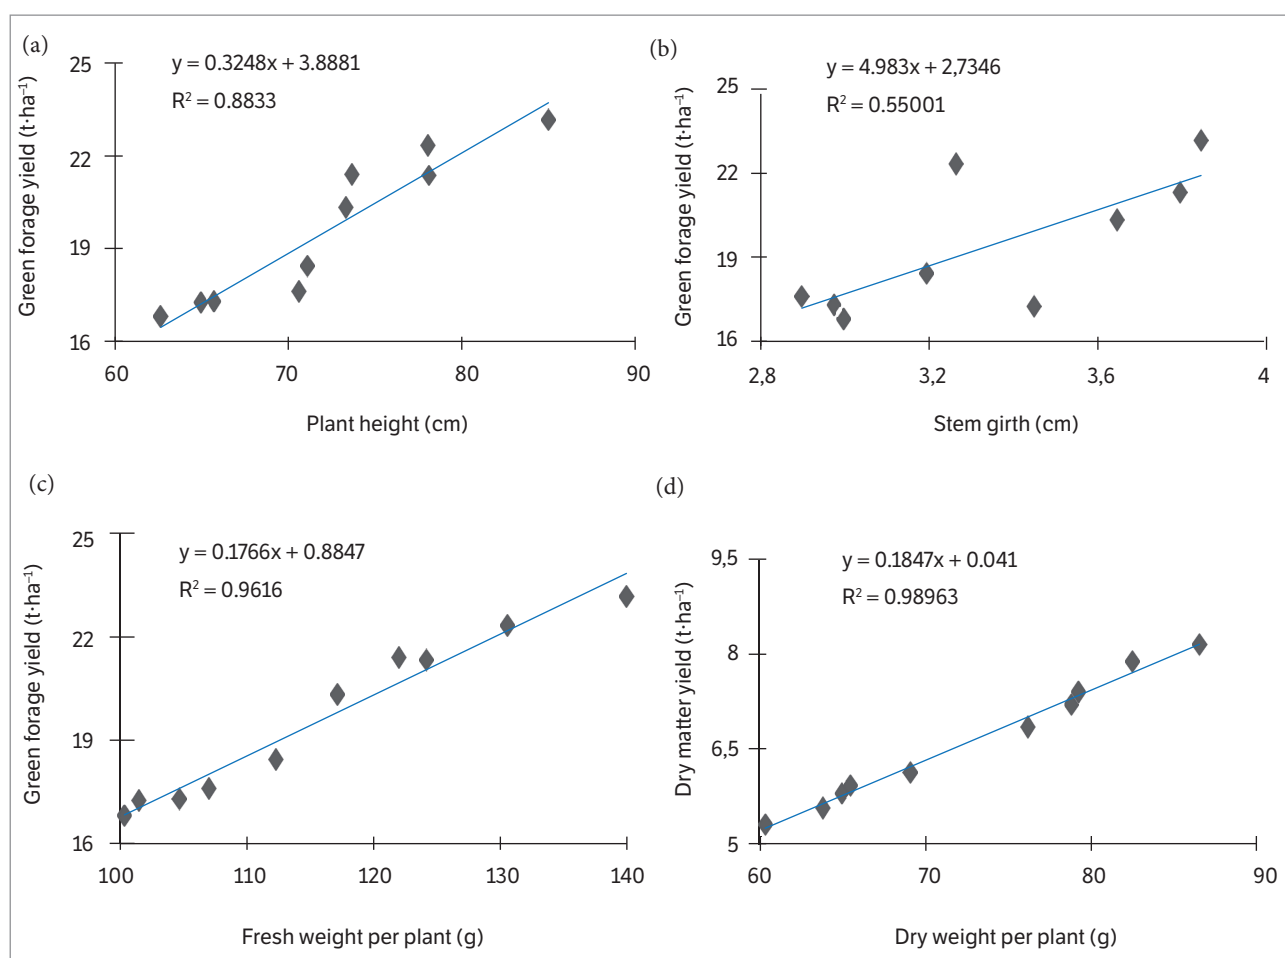 (a)
y = 0.3248x + 3.8881
R² = 0.8833
Green forage yield (t·ha⁻¹)
25
22
19
16
60 70 80 90
Plant height (cm)
(b)
y = 4.983x + 2,7346
R² = 0.55001
Green forage yield (t·ha⁻¹)
25
22
19
16
2,8 3,2 3,6 4
Stem girth (cm)
(c)
y = 0.1766x + 0.8847
R² = 0.9616
Green forage yield (t·ha⁻¹)
25
22
19
16
100 110 120 130 140
Fresh weight per plant (g)
(d)
y = 0.1847x + 0.041
R² = 0.98963
Dry matter yield (t·ha⁻¹)
9,5
8
6,5
5
60 70 80 90
Dry weight per plant (g)